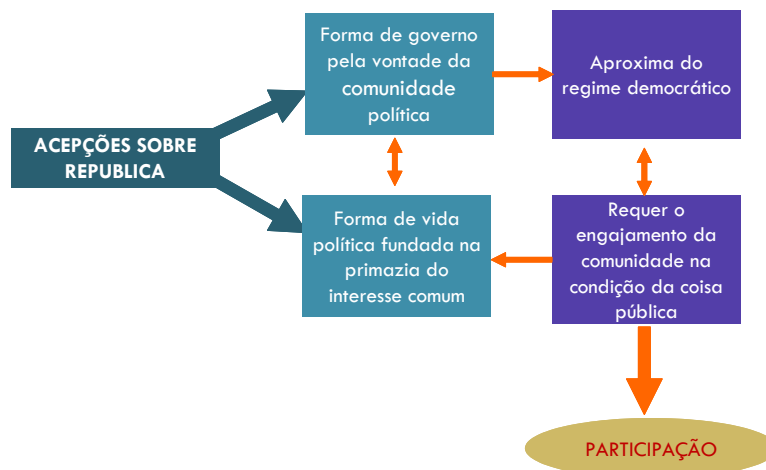 ACEPÇÕES SOBRE
REPUBLICA
Forma de governo
pela vontade da
comunidade
política
Aproxima do
regime democrático
Forma de vida
política fundada na
primazia do
interesse comum
Requer o
engajamento da
comunidade na
condição da coisa
pública
PARTICIPAÇÃO